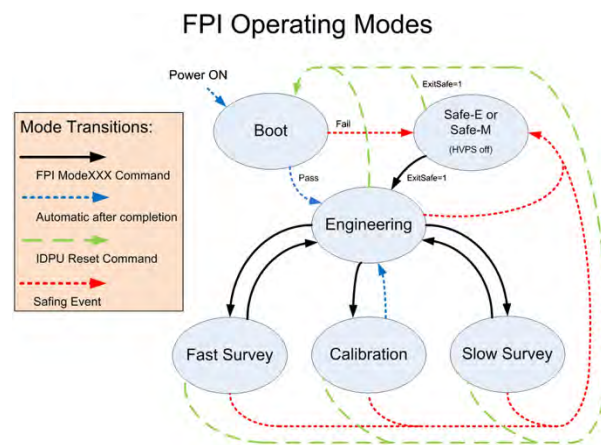 FPI Operating Modes
Power ON
Mode Transitions:
FPI ModeXXX Command
Automatic after completion
IDPU Reset Command
Safing Event
Boot
Fail
Pass
ExitSafe=1
Safe-E or
Safe-M
(HVPS off)
ExitSafe=1
Engineering
Fast Survey
Calibration
Slow Survey